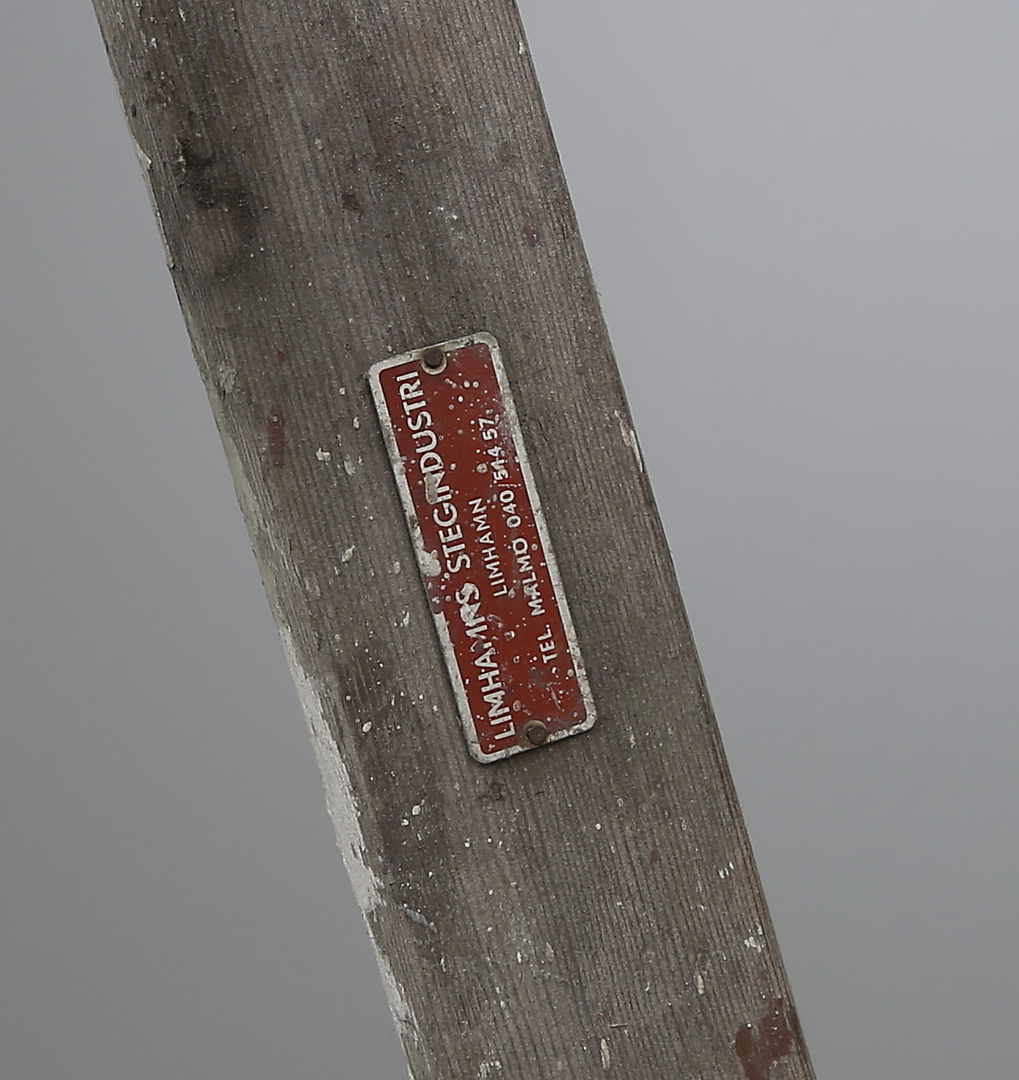 LIMHAMNS STEGINDUSTRI
LIMHAMN
TEL. MALMÖ 040/514 57